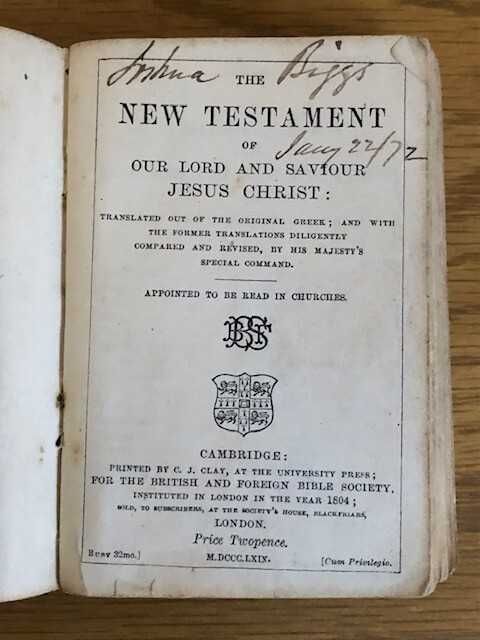 Joshua Biggs
THE
NEW TESTAMENT
OF
Jany 22/72
OUR LORD AND SAVIOUR
JESUS CHRIST:
TRANSLATED OUT OF THE ORIGINAL GREEK; AND WITH
THE FORMER TRANSLATIONS DILIGENTLY
COMPARED AND REVISED, BY HIS MAJESTY'S
SPECIAL COMMAND.
APPOINTED TO BE READ IN CHURCHES.
BFBS
CAMBRIDGE:
PRINTED BY C. J. CLAY, AT THE UNIVERSITY PRESS;
FOR THE BRITISH AND FOREIGN BIBLE SOCIETY,
INSTITUTED IN LONDON IN THE YEAR 1804;
SOLD, TO SUBSCRIBERS, AT THE SOCIETY'S HOUSE, BLACKFRIARS,
LONDON.
Price Twopence.
M.DCCC.LXIX.
Ruby 32mo.] [Cum Privilegio.